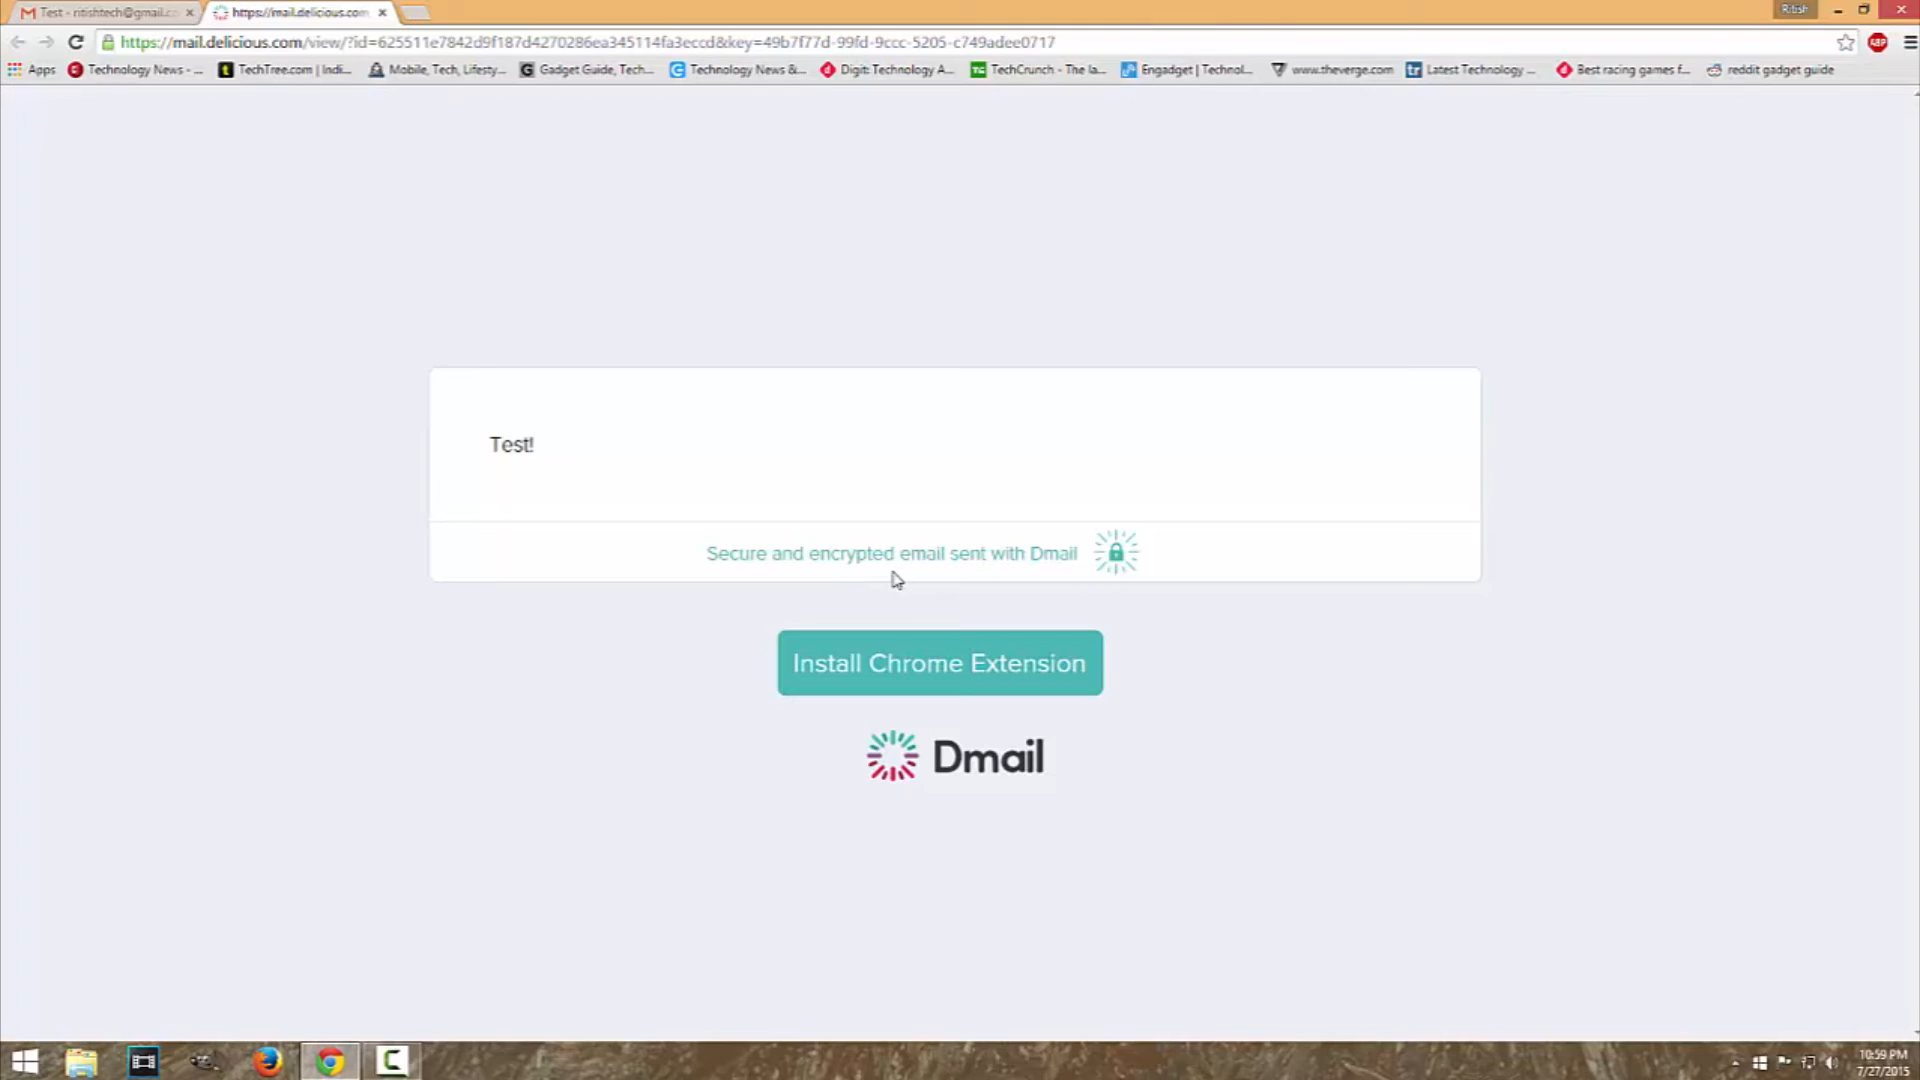 Test - ritishtech@gmail.co
https://mail.delicious.com
Ritish
https://mail.delicious.com/view/?id=625511e7842d9f187d4270286ea345114fa3eccd&key=49b7f77d-99fd-9ccc-5205-c749adee0717
ABP
Apps
Technology News - ...
TechTree.com | Indi...
Mobile, Tech, Lifesty...
Gadget Guide, Tech...
Technology News &...
Digit: Technology A...
TechCrunch - The la...
Engadget | Technol...
www.theverge.com
Latest Technology ...
Best racing games f...
reddit gadget guide
Test!
Secure and encrypted email sent with Dmail
Install Chrome Extension
Dmail
10:59 PM
7/27/2015